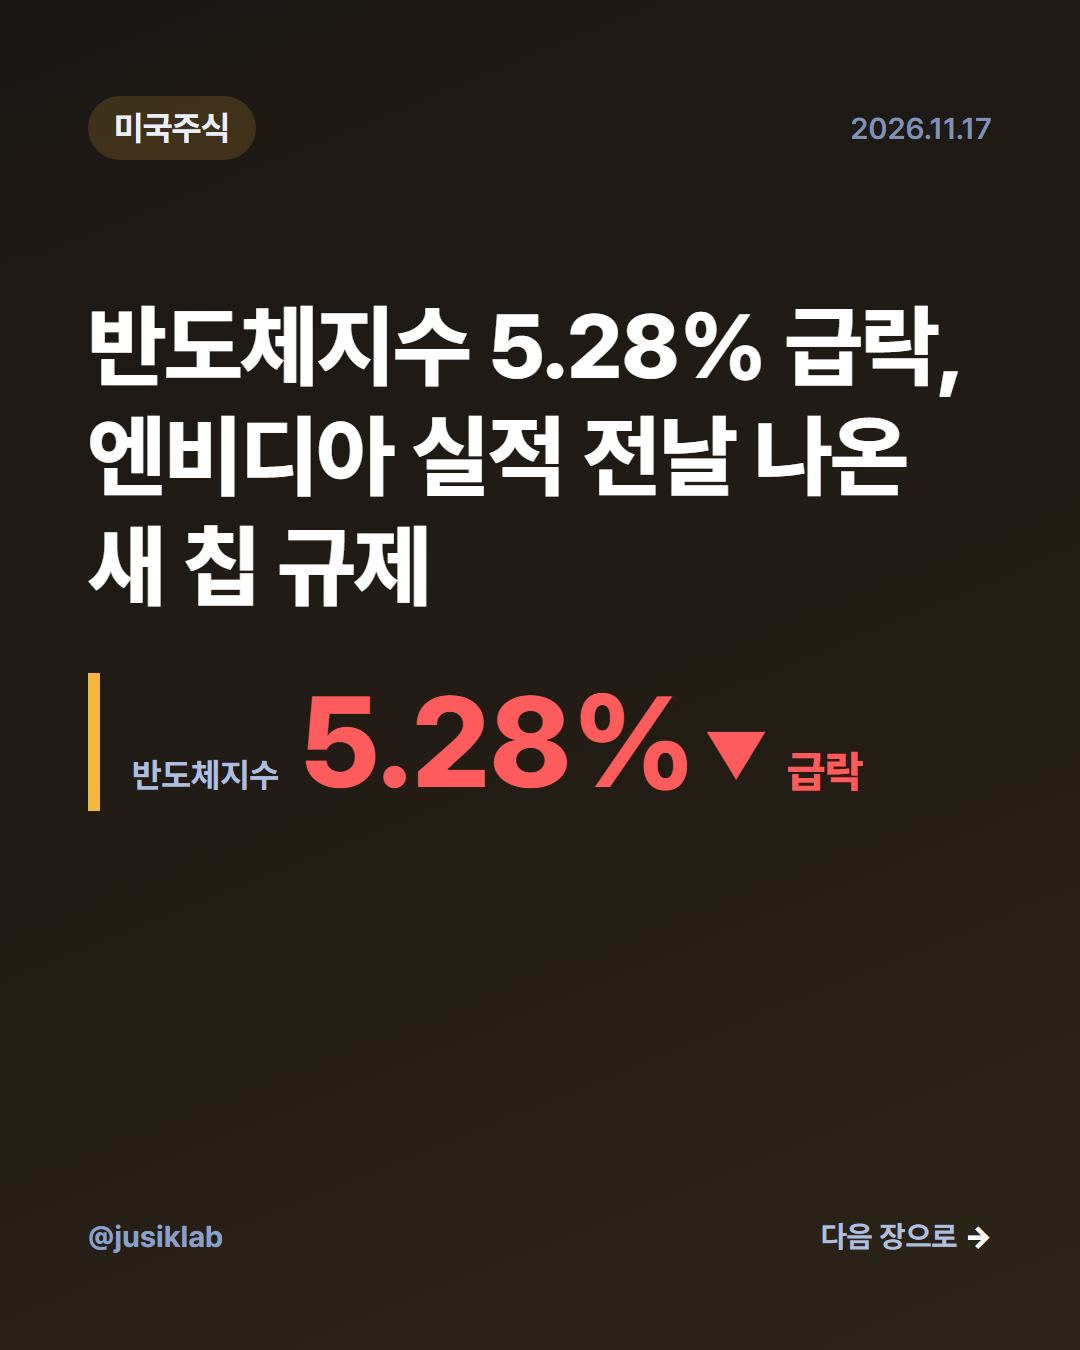 미국주식
2026.11.17
반도체지수 5.28% 급락,
엔비디아 실적 전날 나온
새 칩 규제
반도체지수 5.28%▼ 급락
@jusiklab
다음 장으로 →